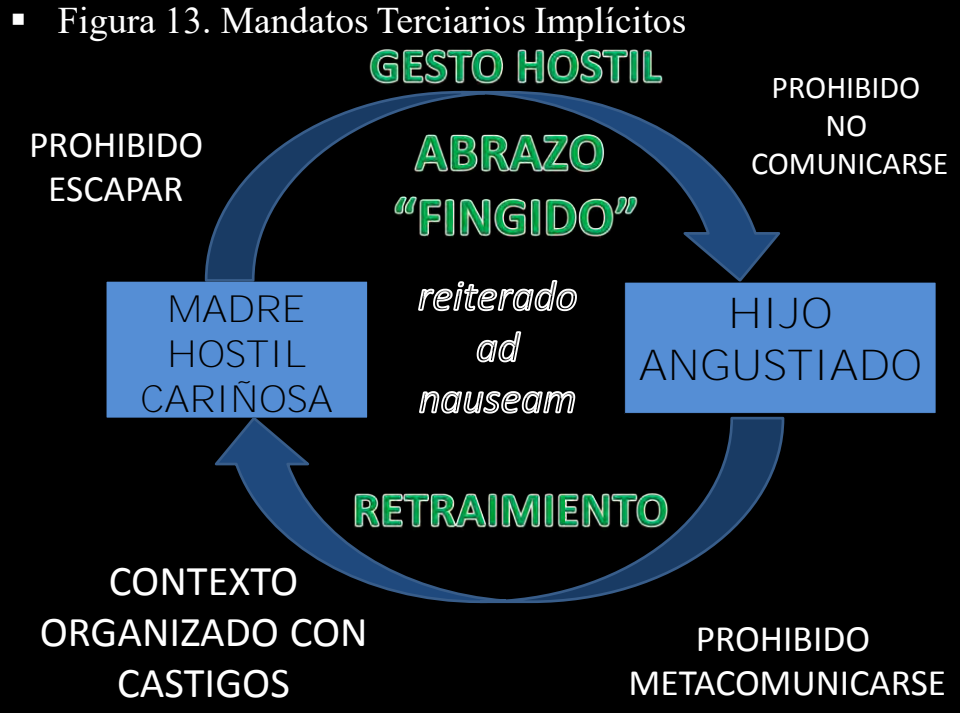 ▪ Figura 13. Mandatos Terciarios Implícitos
GESTO HOSTIL
PROHIBIDO
NO
COMUNICARSE
PROHIBIDO
ESCAPAR
ABRAZO
“FINGIDO”
MADRE
HOSTIL
CARIÑOSA
reiterado
ad
nauseam
HIJO
ANGUSTIADO
RETRAIMIENTO
CONTEXTO
ORGANIZADO CON
CASTIGOS
PROHIBIDO
METACOMUNICARSE